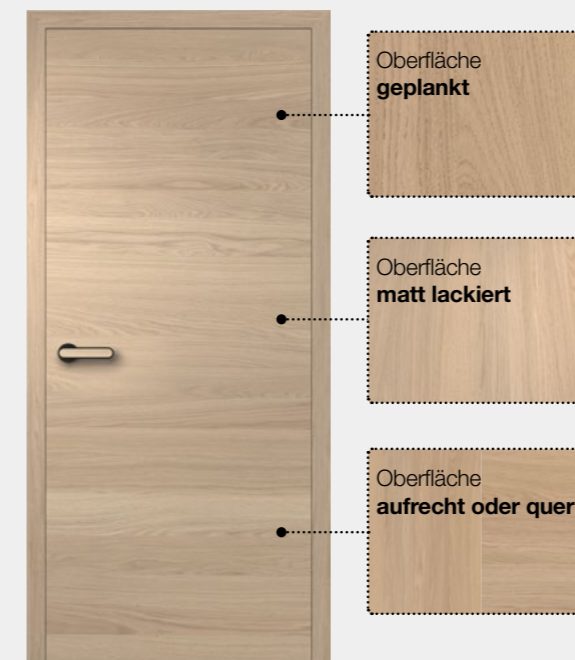 Oberfläche
geplankt
Oberfläche
matt lackiert
Oberfläche
aufrecht oder quer